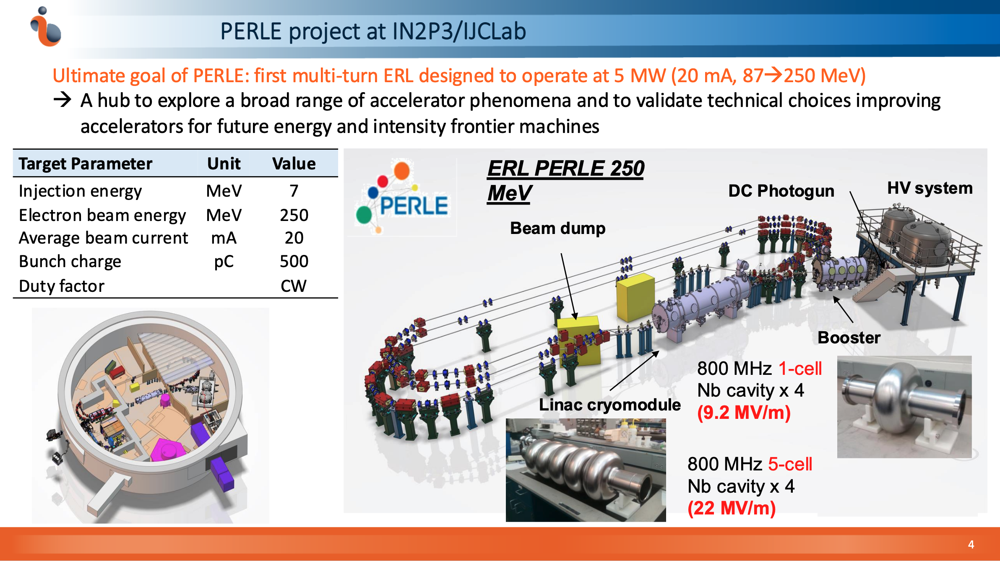 PERLE project at IN2P3/IJCLab
Ultimate goal of PERLE: first multi-turn ERL designed to operate at 5 MW (20 mA, 87→250 MeV)
→ A hub to explore a broad range of accelerator phenomena and to validate technical choices improving
accelerators for future energy and intensity frontier machines
Target Parameter Unit Value
Injection energy MeV 7
Electron beam energy MeV 250
Average beam current mA 20
Bunch charge pC 500
Duty factor CW
PERLE
ERL PERLE 250
MeV
DC Photogun
HV system
Beam dump
Booster
Linac cryomodule
800 MHz 1-cell
Nb cavity x 4
(9.2 MV/m)
800 MHz 5-cell
Nb cavity x 4
(22 MV/m)
4